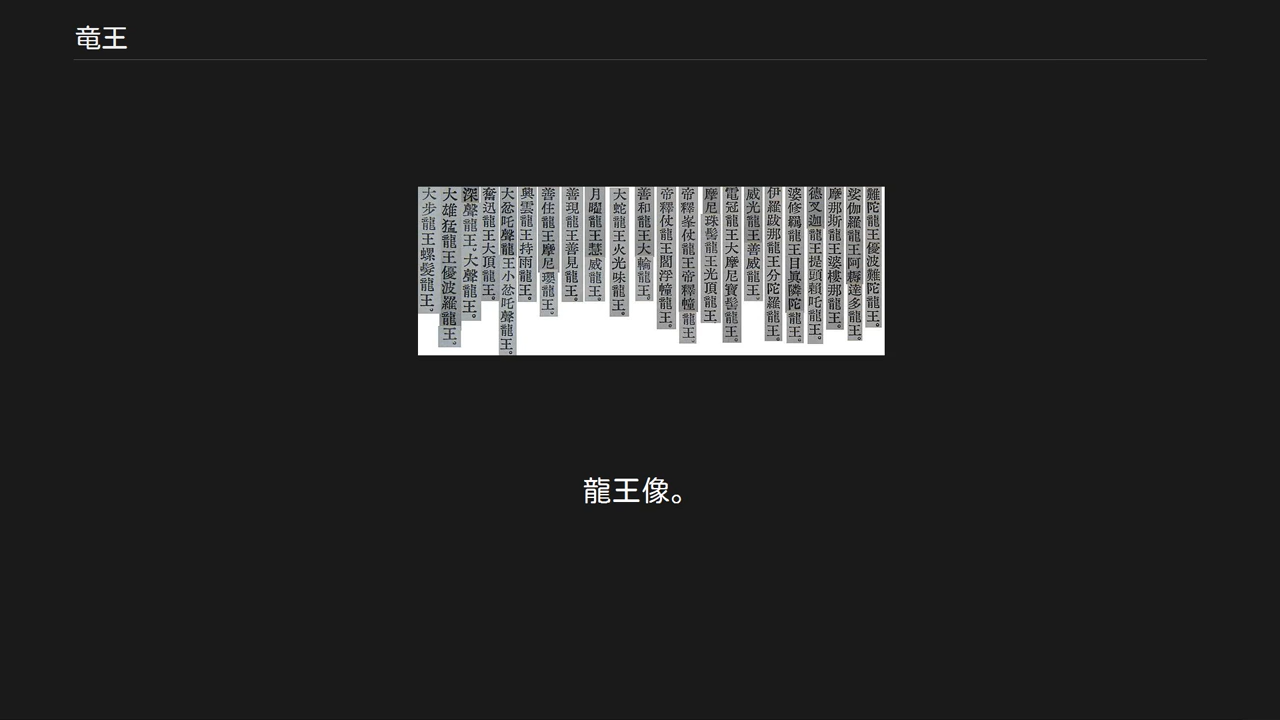 竜王
難陀龍王優波難陀龍王。
娑伽羅龍王阿耨達多龍王。
摩那斯龍王婆樓那龍王。
德叉迦龍王提頭賴吒龍王。
婆修羈龍王目眞隣陀龍王。
伊羅跋那龍王分陀羅龍王。
威光龍王善威龍王。
電冠龍王大摩尼寶髻龍王。
摩尼珠髻龍王光頂龍王。
帝釋峯仗龍王帝釋幢龍王。
帝釋仗龍王閻浮幢龍王。
善和龍王大輪龍王。
大蛇龍王火光味龍王。
月曜龍王慧威龍王。
善現龍王善見龍王。
善住龍王摩尼瓔龍王。
興雲龍王持雨龍王。
大忿吒聲龍王小忿吒聲龍王。
奮迅龍王大頂龍王。
深聲龍王。大聲龍王。
大雄猛龍王優波羅龍王。
大步龍王螺髮龍王。
龍王像。